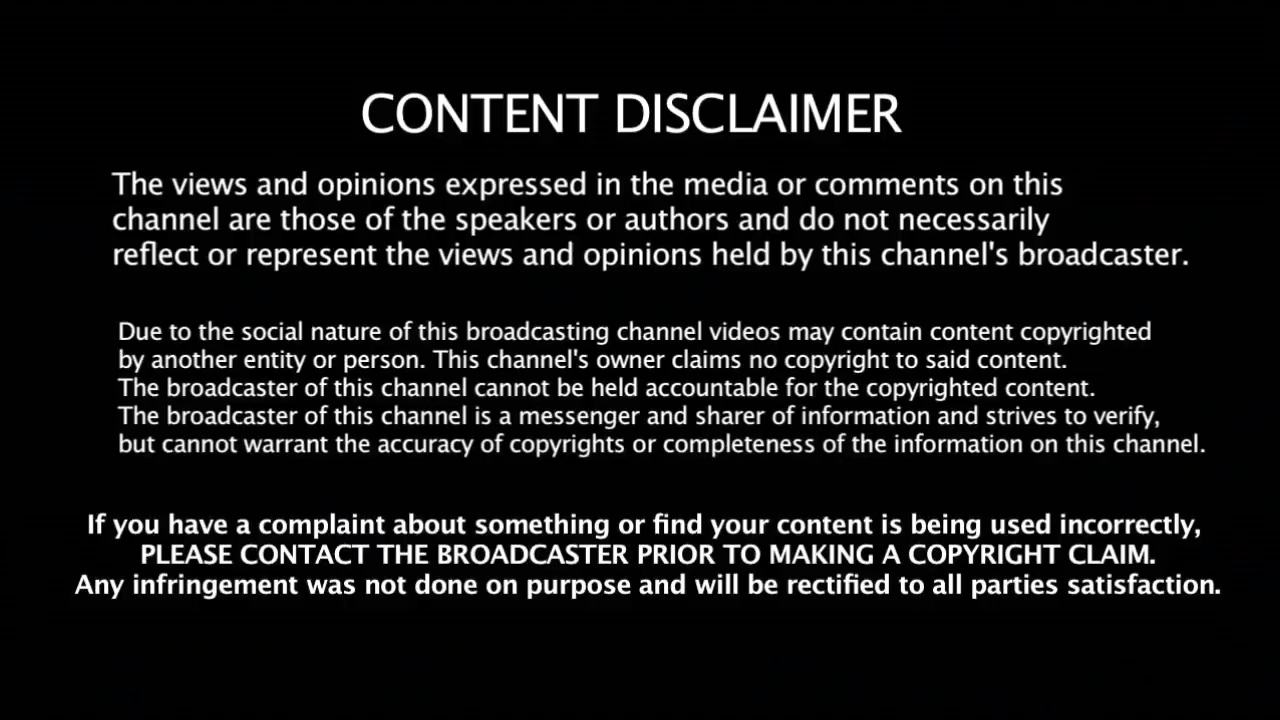 CONTENT DISCLAIMER
The views and opinions expressed in the media or comments on this
channel are those of the speakers or authors and do not necessarily
reflect or represent the views and opinions held by this channel's broadcaster.
Due to the social nature of this broadcasting channel videos may contain content copyrighted
by another entity or person. This channel's owner claims no copyright to said content.
The broadcaster of this channel cannot be held accountable for the copyrighted content.
The broadcaster of this channel is a messenger and sharer of information and strives to verify,
but cannot warrant the accuracy of copyrights or completeness of the information on this channel.
If you have a complaint about something or find your content is being used incorrectly,
PLEASE CONTACT THE BROADCASTER PRIOR TO MAKING A COPYRIGHT CLAIM.
Any infringement was not done on purpose and will be rectified to all parties satisfaction.